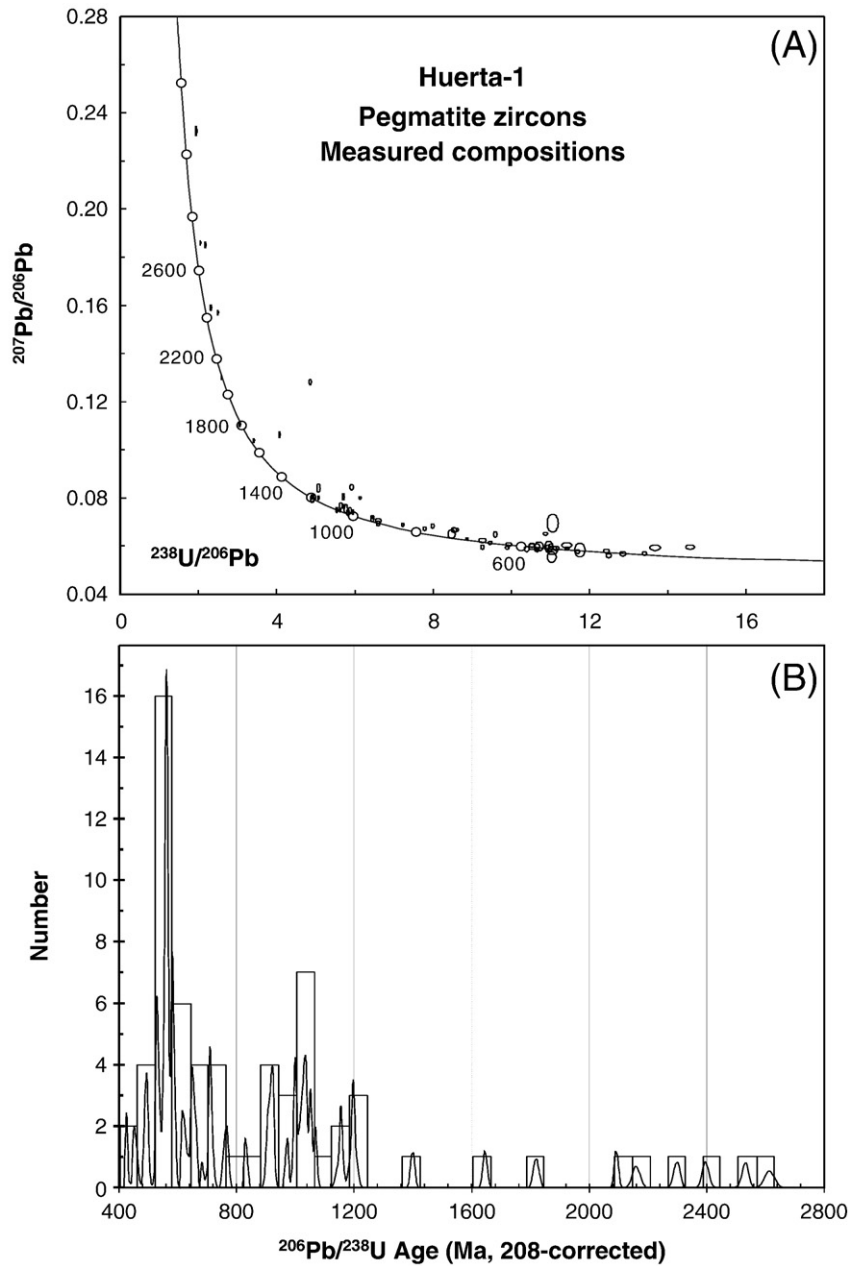 (A)
Huerta-1
Pegmatite zircons
Measured compositions
0.28
0.24
0.20
0.16
0.12
0.08
0.04
²⁰⁷Pb/²⁰⁶Pb
2600
2200
1800
1400
1000
600
²³⁸U/²⁰⁶Pb
0 4 8 12 16
(B)
16
14
12
10
8
6
4
2
0
Number
400 800 1200 1600 2000 2400 2800
²⁰⁶Pb/²³⁸U Age (Ma, 208-corrected)